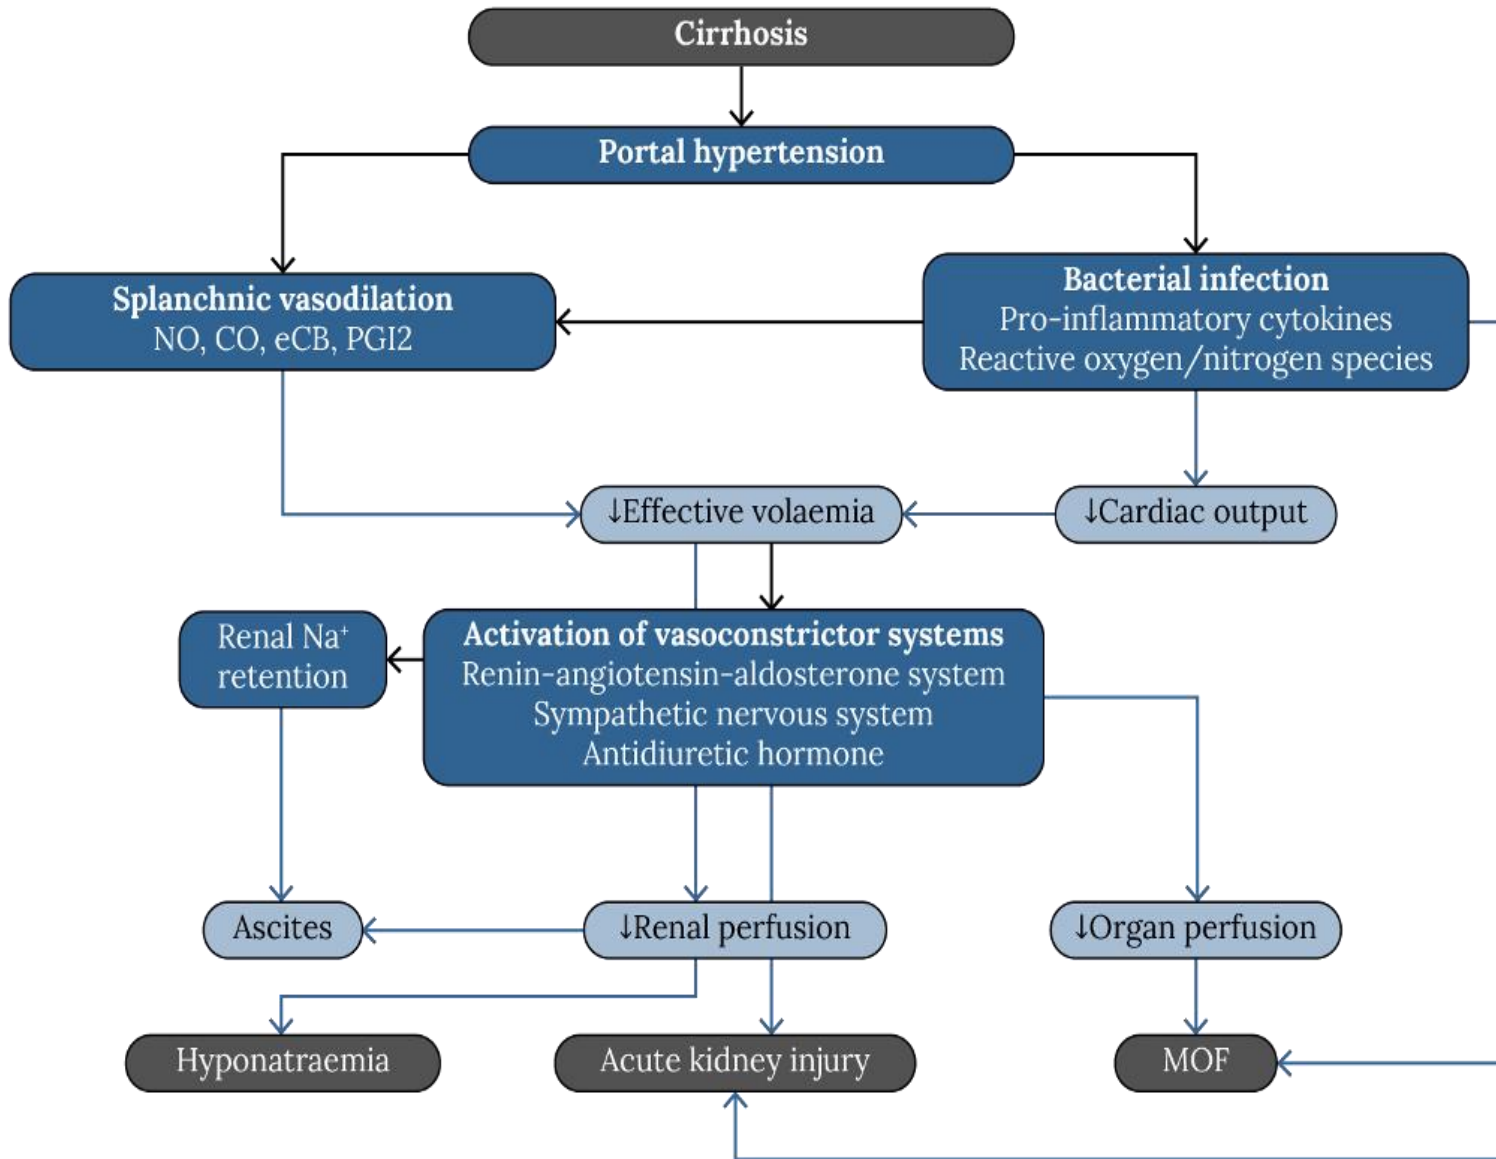 Cirrhosis
Portal hypertension
Splanchnic vasodilation
NO, CO, eCB, PGI2
Bacterial infection
Pro-inflammatory cytokines
Reactive oxygen/nitrogen species
↓Effective volaemia
↓Cardiac output
Renal Na⁺
retention
Activation of vasoconstrictor systems
Renin-angiotensin-aldosterone system
Sympathetic nervous system
Antidiuretic hormone
Ascites
↓Renal perfusion
↓Organ perfusion
Hyponatraemia
Acute kidney injury
MOF